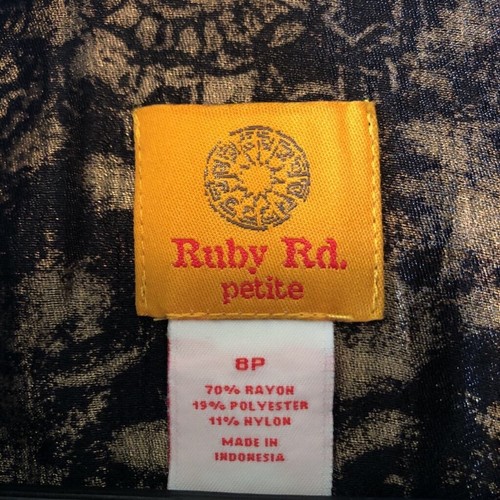 Ruby Rd.
petite
8P
70% RAYON
19% POLYESTER
11% NYLON
MADE IN
INDONESIA